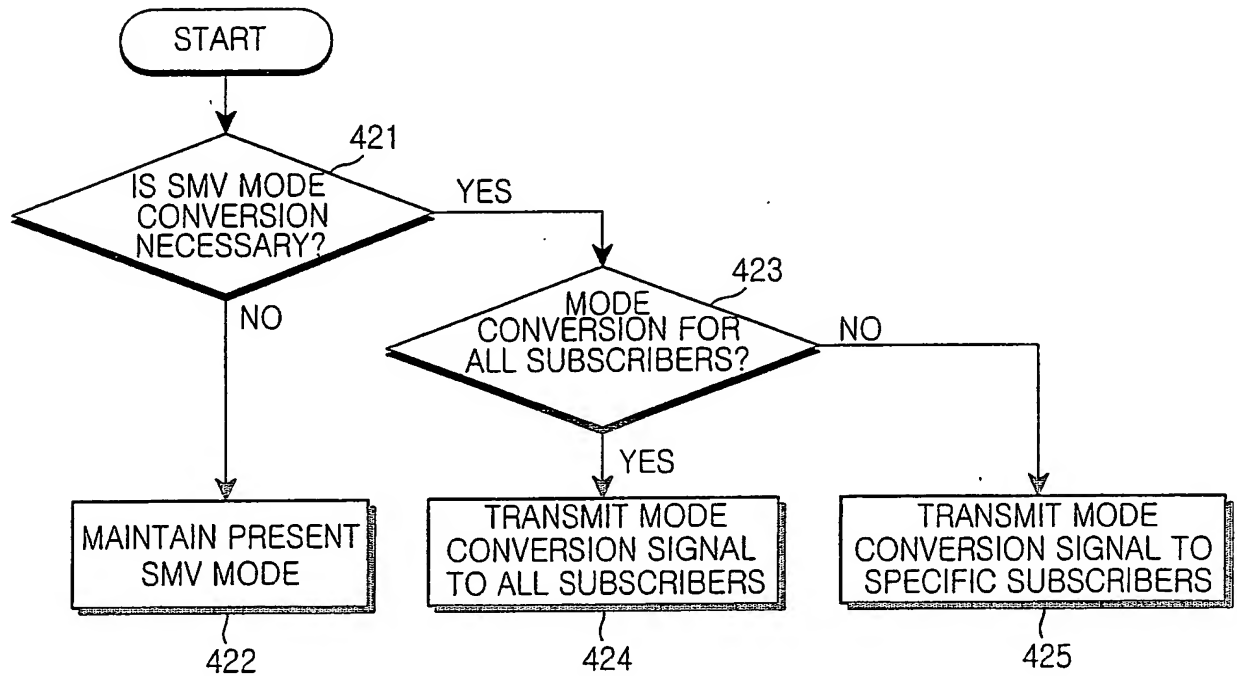 START
421
IS SMV MODE
CONVERSION
NECESSARY?
YES
NO
423
MODE
CONVERSION FOR
ALL SUBSCRIBERS?
NO
YES
MAINTAIN PRESENT
SMV MODE
TRANSMIT MODE
CONVERSION SIGNAL
TO ALL SUBSCRIBERS
TRANSMIT MODE
CONVERSION SIGNAL TO
SPECIFIC SUBSCRIBERS
422
424
425